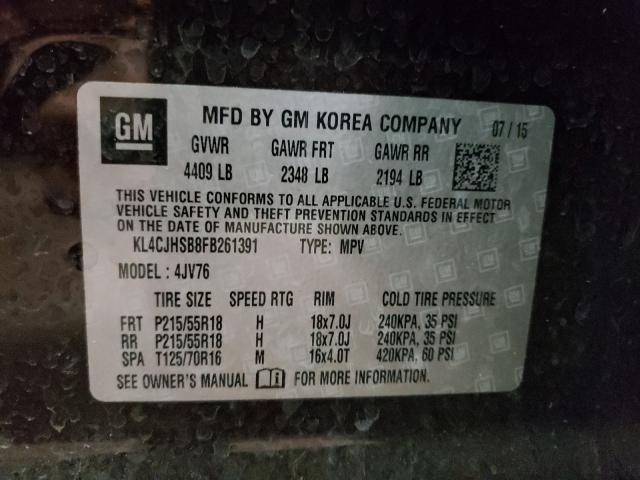 GM MFD BY GM KOREA COMPANY 07/15
GVWR GAWR FRT GAWR RR
4409 LB 2348 LB 2194 LB
THIS VEHICLE CONFORMS TO ALL APPLICABLE U.S. FEDERAL MOTOR
VEHICLE SAFETY AND THEFT PREVENTION STANDARDS IN EFFECT
ON THE DATE OF MANUFACTURE SHOWN ABOVE.
KL4CJHSB8FB261391 TYPE: MPV
MODEL: 4JV76
TIRE SIZE SPEED RTG RIM COLD TIRE PRESSURE
FRT P215/55R18 H 18x7.0J 240KPA, 35 PSI
RR P215/55R18 H 18x7.0J 240KPA, 35 PSI
SPA T125/70R16 M 16x4.0T 420KPA, 60 PSI
SEE OWNER'S MANUAL FOR MORE INFORMATION.